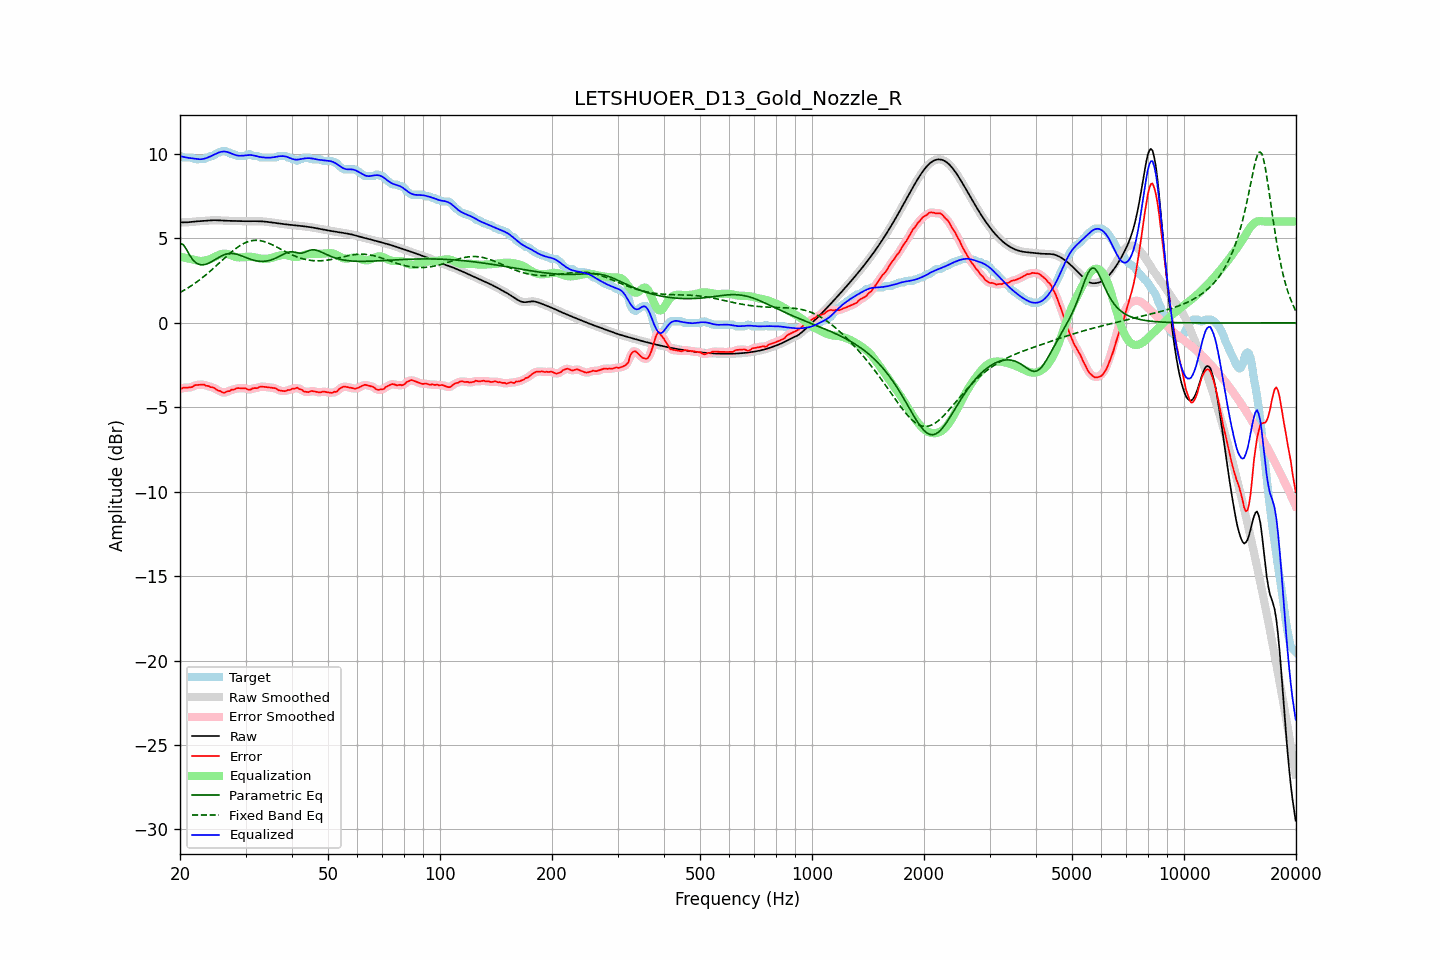 LETSHUOER_D13_Gold_Nozzle_R
Amplitude (dBr)
10
5
0
−5
−10
−15
−20
−25
−30
Target
Raw Smoothed
Error Smoothed
Raw
Error
Equalization
Parametric Eq
Fixed Band Eq
Equalized
20 50 100 200 500 1000 2000 5000 10000 20000
Frequency (Hz)